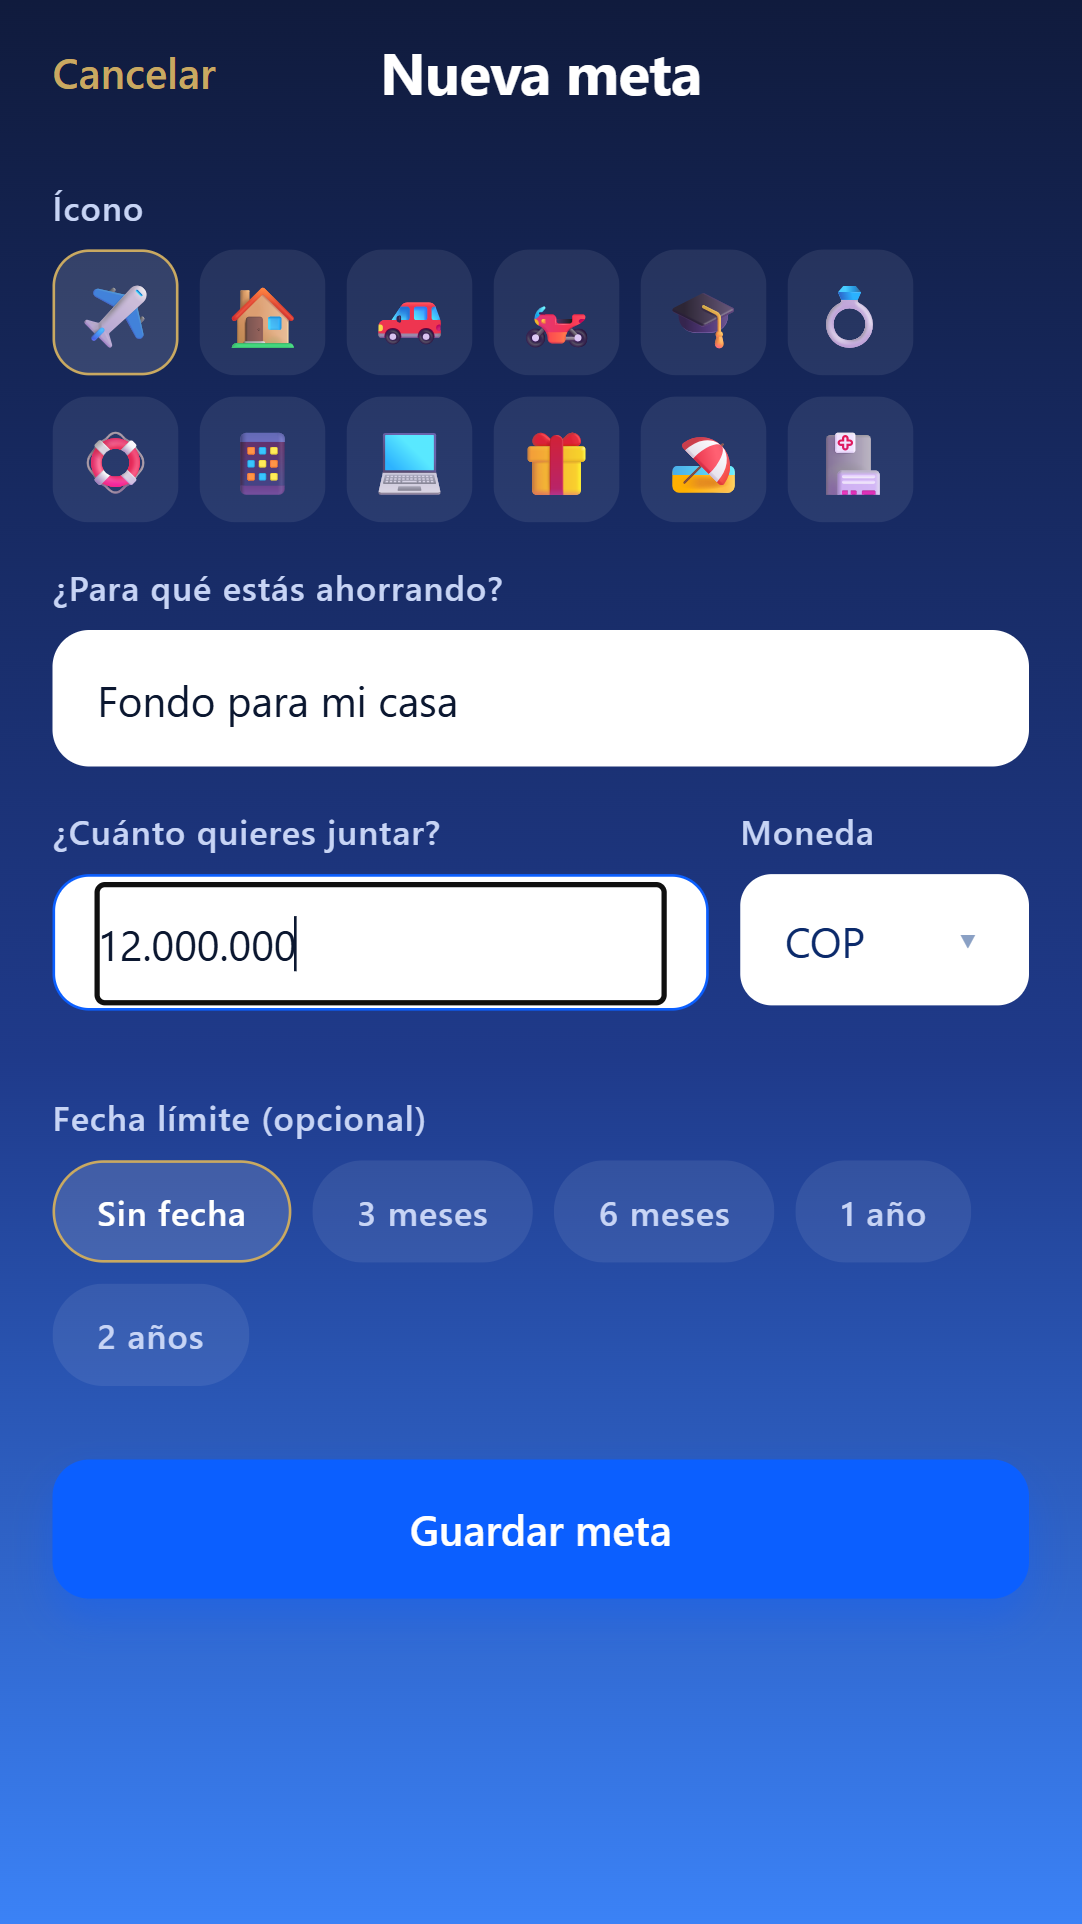 Cancelar
Nueva meta
Ícono
¿Para qué estás ahorrando?
Fondo para mi casa
¿Cuánto quieres juntar?
Moneda
12.000.000
COP
Fecha límite (opcional)
Sin fecha
3 meses
6 meses
1 año
2 años
Guardar meta